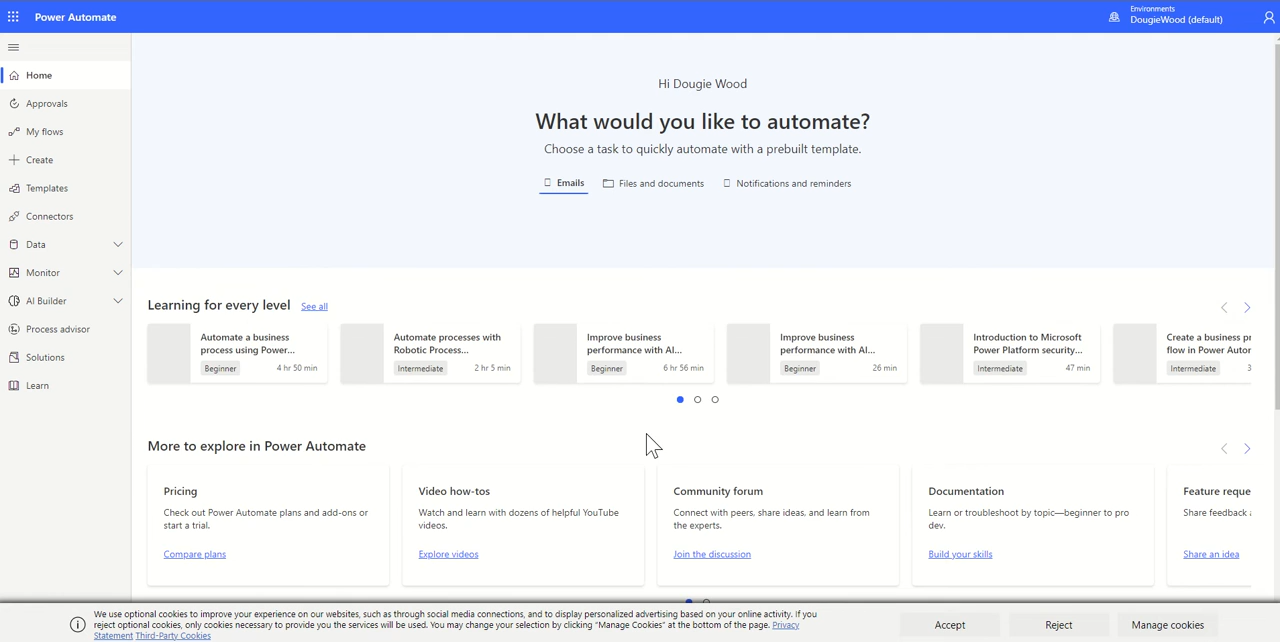 Power Automate
Environments
DougieWood (default)
Home
Approvals
My flows
Create
Templates
Connectors
Data
Monitor
AI Builder
Process advisor
Solutions
Learn
Hi Dougie Wood
What would you like to automate?
Choose a task to quickly automate with a prebuilt template.
Emails
Files and documents
Notifications and reminders
Learning for every level
See all
Automate a business
process using Power...
Beginner
4 hr 50 min
Automate processes with
Robotic Process...
Intermediate
2 hr 5 min
Improve business
performance with AI...
Beginner
6 hr 56 min
Improve business
performance with AI...
Beginner
26 min
Introduction to Microsoft
Power Platform security...
Intermediate
47 min
Create a business pr
flow in Power Autor
Intermediate
3
More to explore in Power Automate
Pricing
Check out Power Automate plans and add-ons or
start a trial.
Compare plans
Video how-tos
Watch and learn with dozens of helpful YouTube
videos.
Explore videos
Community forum
Connect with peers, share ideas, and learn from
the experts.
Join the discussion
Documentation
Learn or troubleshoot by topic—beginner to pro
dev.
Build your skills
Feature reque
Share feedback
Share an idea
We use optional cookies to improve your experience on our websites, such as through social media connections, and to display personalized advertising based on your online activity. If you
reject optional cookies, only cookies necessary to provide you the services will be used. You may change your selection by clicking "Manage Cookies" at the bottom of the page. Privacy
Statement Third-Party Cookies
Accept
Reject
Manage cookies